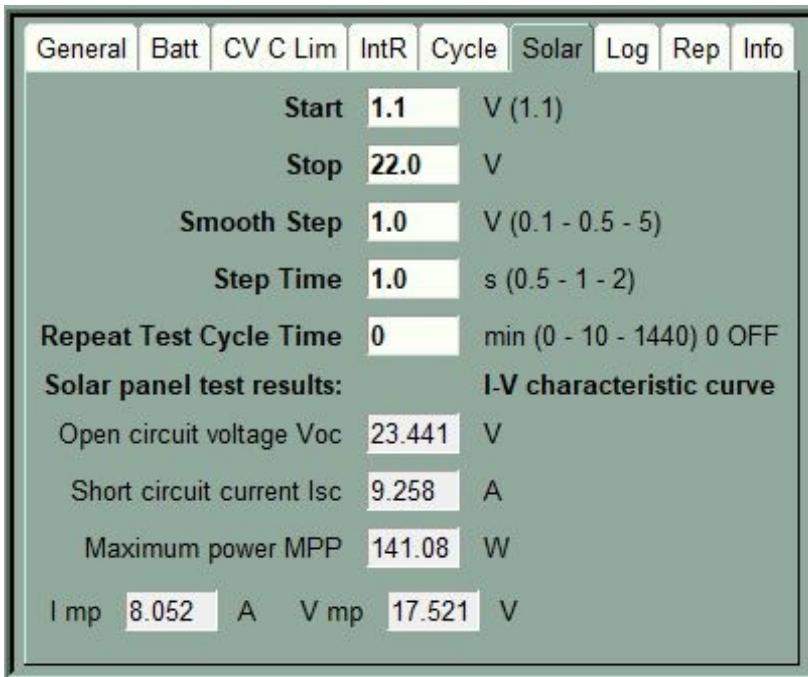 General Batt CV C Lim IntR Cycle Solar Log Rep Info
Start 1.1 V (1.1)
Stop 22.0 V
Smooth Step 1.0 V (0.1 - 0.5 - 5)
Step Time 1.0 s (0.5 - 1 - 2)
Repeat Test Cycle Time 0 min (0 - 10 - 1440) 0 OFF
Solar panel test results: I-V characteristic curve
Open circuit voltage Voc 23.441 V
Short circuit current Isc 9.258 A
Maximum power MPP 141.08 W
I mp 8.052 A V mp 17.521 V